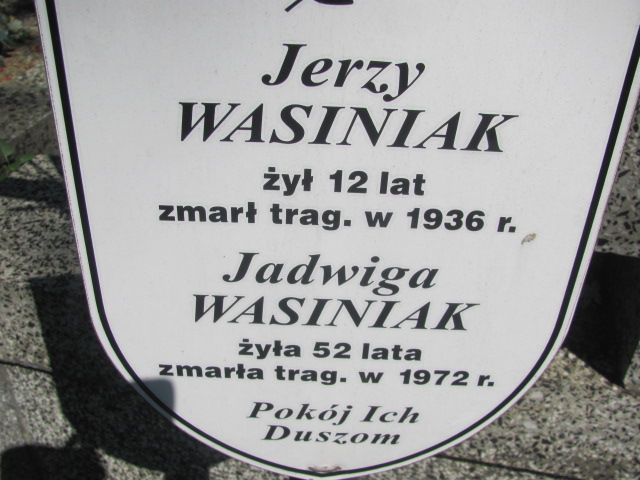 Jerzy
WASINIAK
żył 12 lat
zmarł trag. w 1936 r.
Jadwiga
WASINIAK
żyła 52 lata
zmarła trag. w 1972 r.
Pokój Ich
Duszom